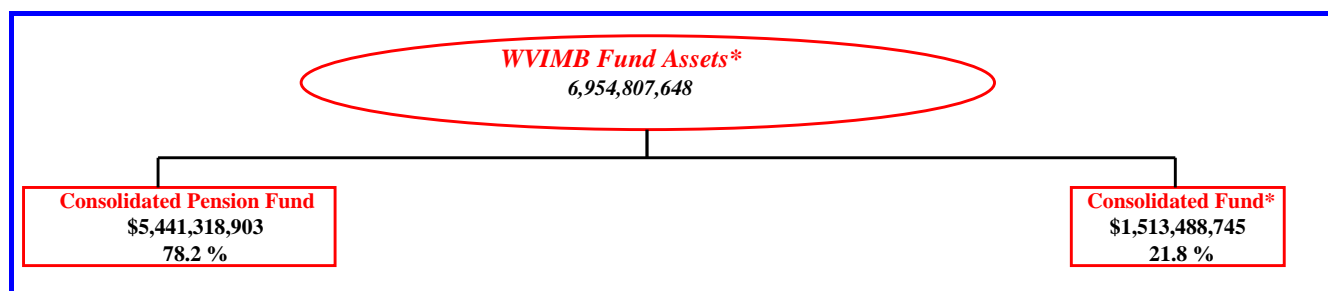 WVIMB Fund Assets*
6,954,807,648
Consolidated Pension Fund
$5,441,318,903
78.2 %
Consolidated Fund*
$1,513,488,745
21.8 %